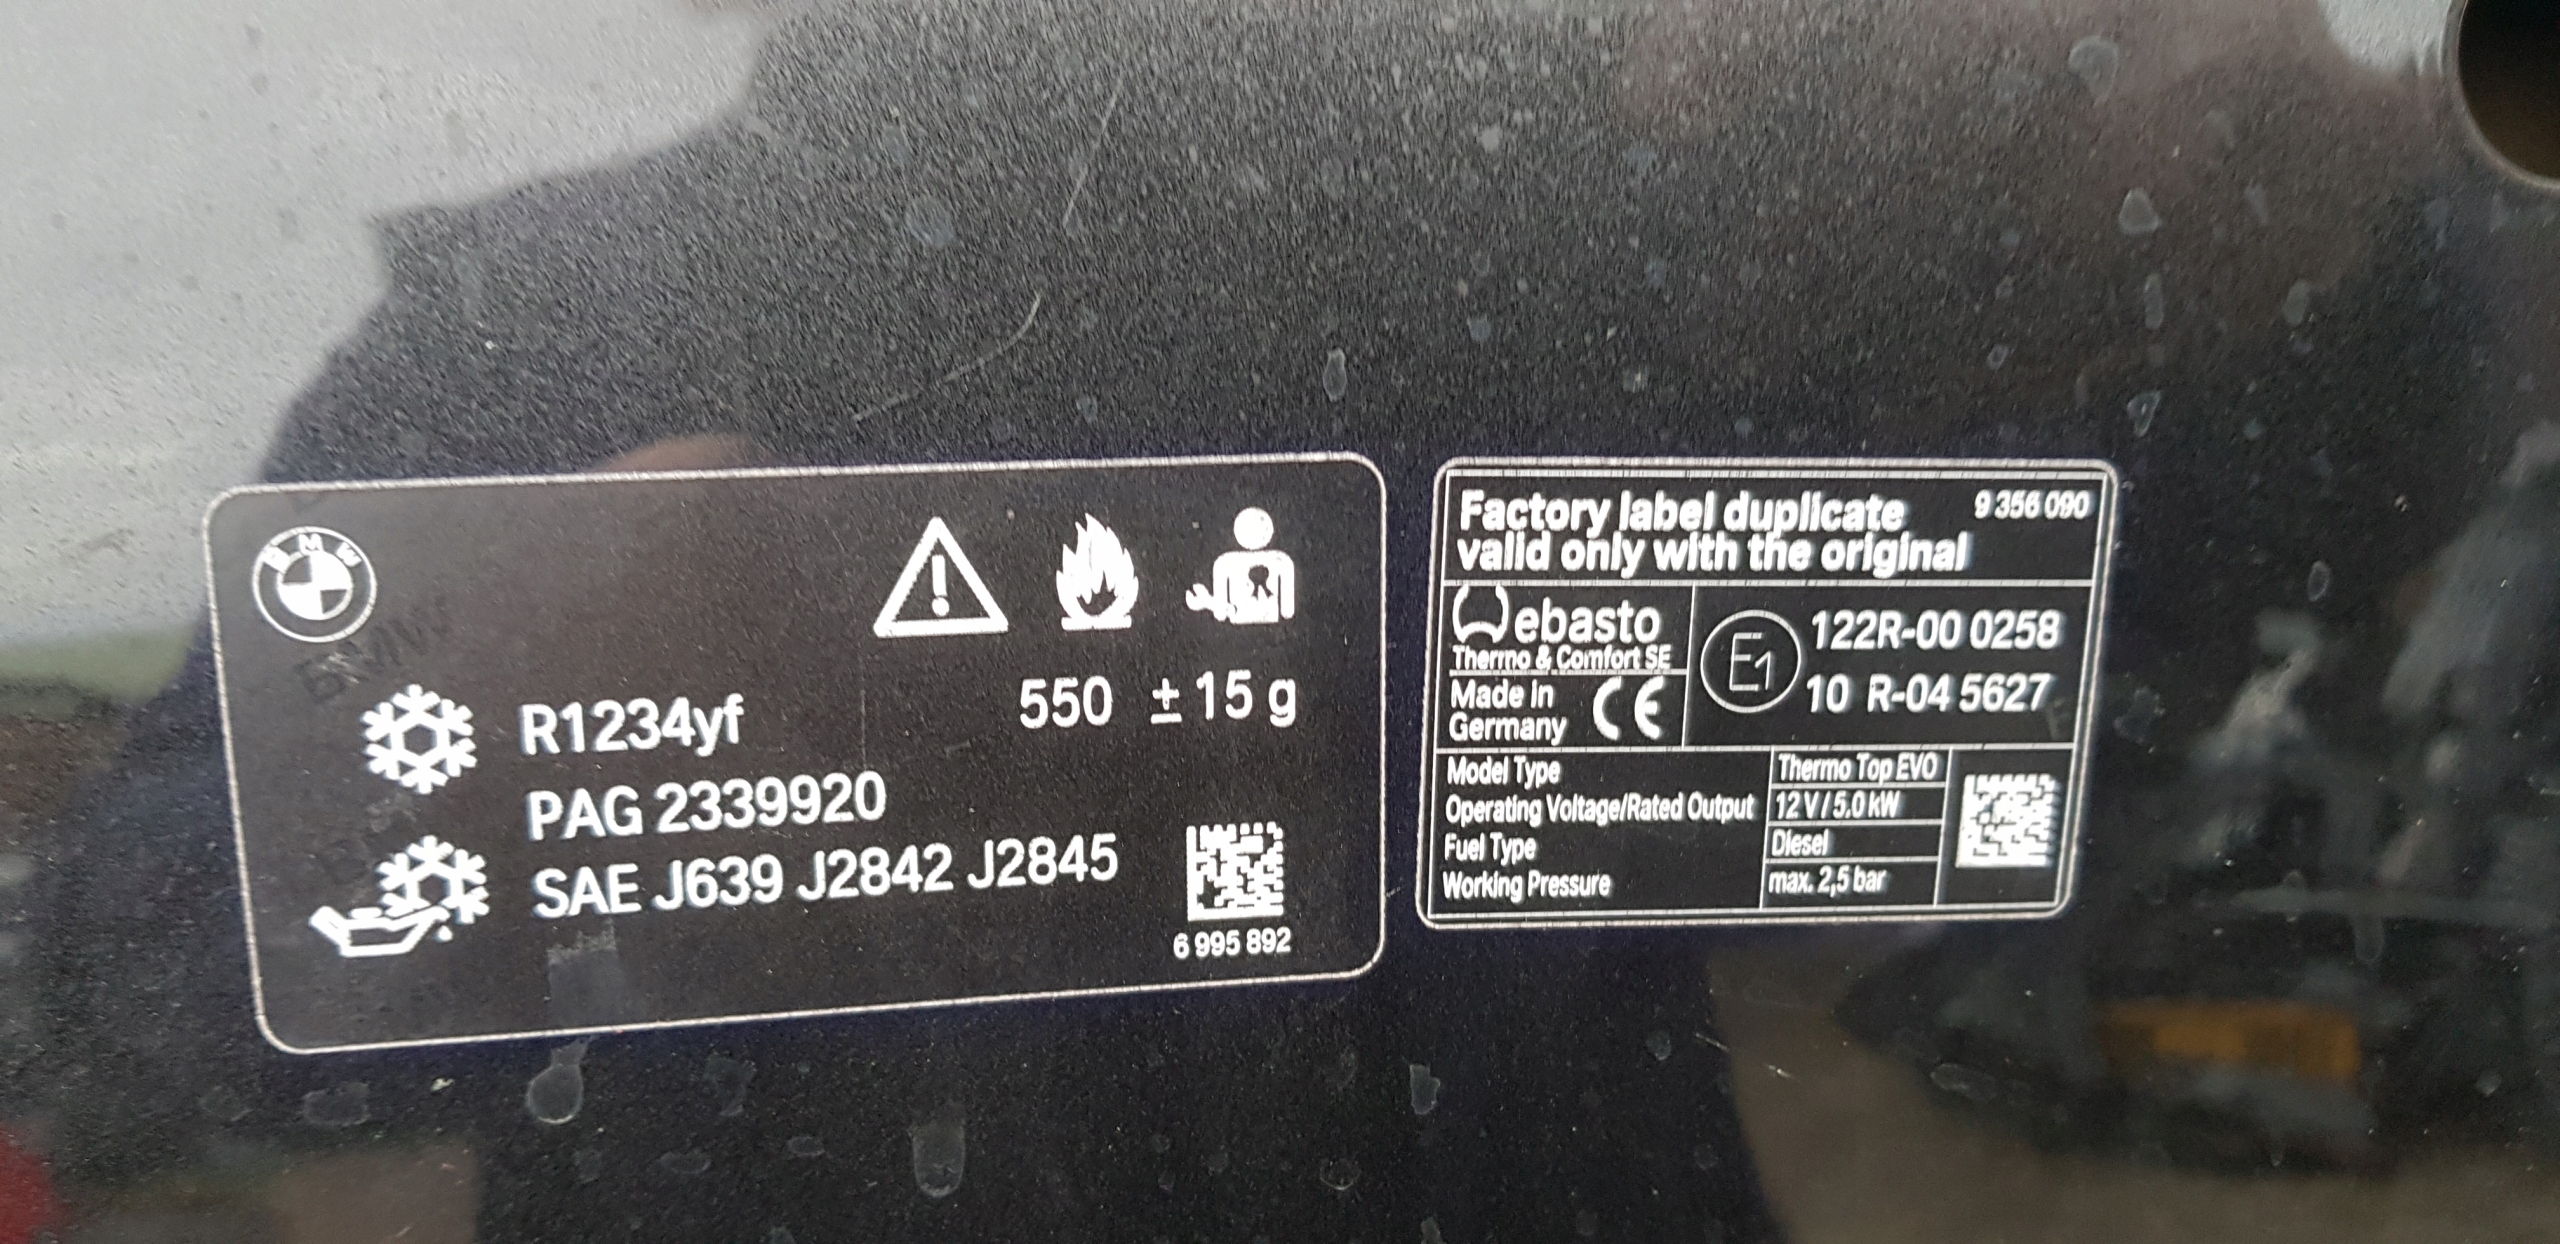 BMW
R1234yf
550 ± 15 g
PAG 2339920
SAE J639 J2842 J2845
6 995 892
Factory label duplicate
9 356 090
valid only with the original
Webasto
Thermo & Comfort SE
Made in
Germany
CE
E1
122R-00 0258
10 R-04 5627
Model Type Thermo Top EVO
Operating Voltage/Rated Output 12 V / 5.0 kW
Fuel Type Diesel
Working Pressure max. 2,5 bar